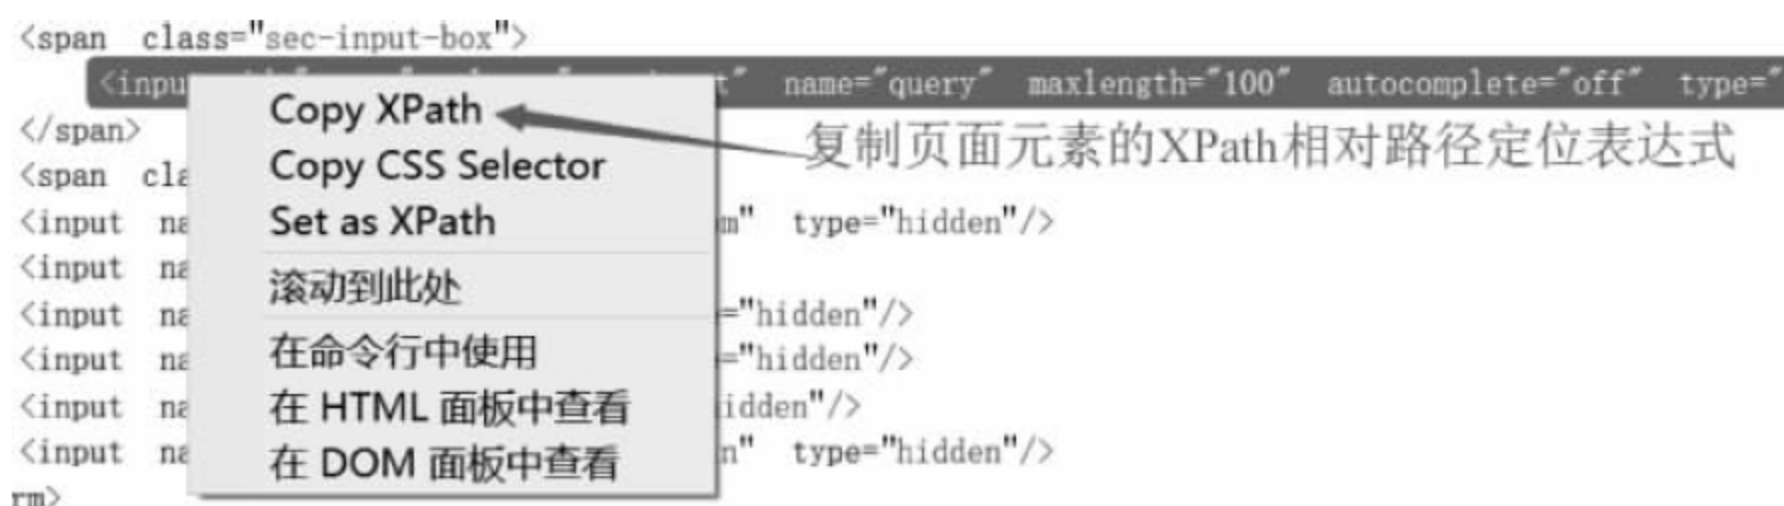 <span class="sec-input-box">
<input name="query" maxlength="100" autocomplete="off" type="
Copy XPath
复制页面元素的XPath相对路径定位表达式
</span>
Copy CSS Selector
<span cla
Set as XPath
<input na m" type="hidden"/>
<input na
滚动到此处
<input na ="hidden"/>
在命令行中使用
<input na ="hidden"/>
在 HTML 面板中查看
<input na idden"/>
在 DOM 面板中查看
<input na n" type="hidden"/>
rm>